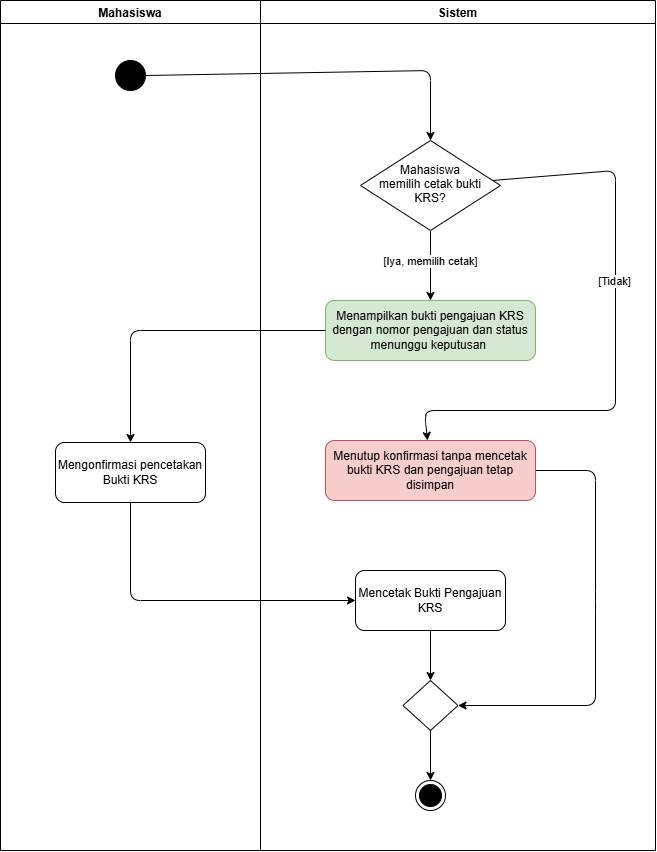 Mahasiswa
Sistem
Mahasiswa
memilih cetak bukti
KRS?
[Iya, memilih cetak]
[Tidak]
Menampilkan bukti pengajuan KRS
dengan nomor pengajuan dan status
menunggu keputusan
Mengonfirmasi pencetakan
Bukti KRS
Menutup konfirmasi tanpa mencetak
bukti KRS dan pengajuan tetap
disimpan
Mencetak Bukti Pengajuan
KRS